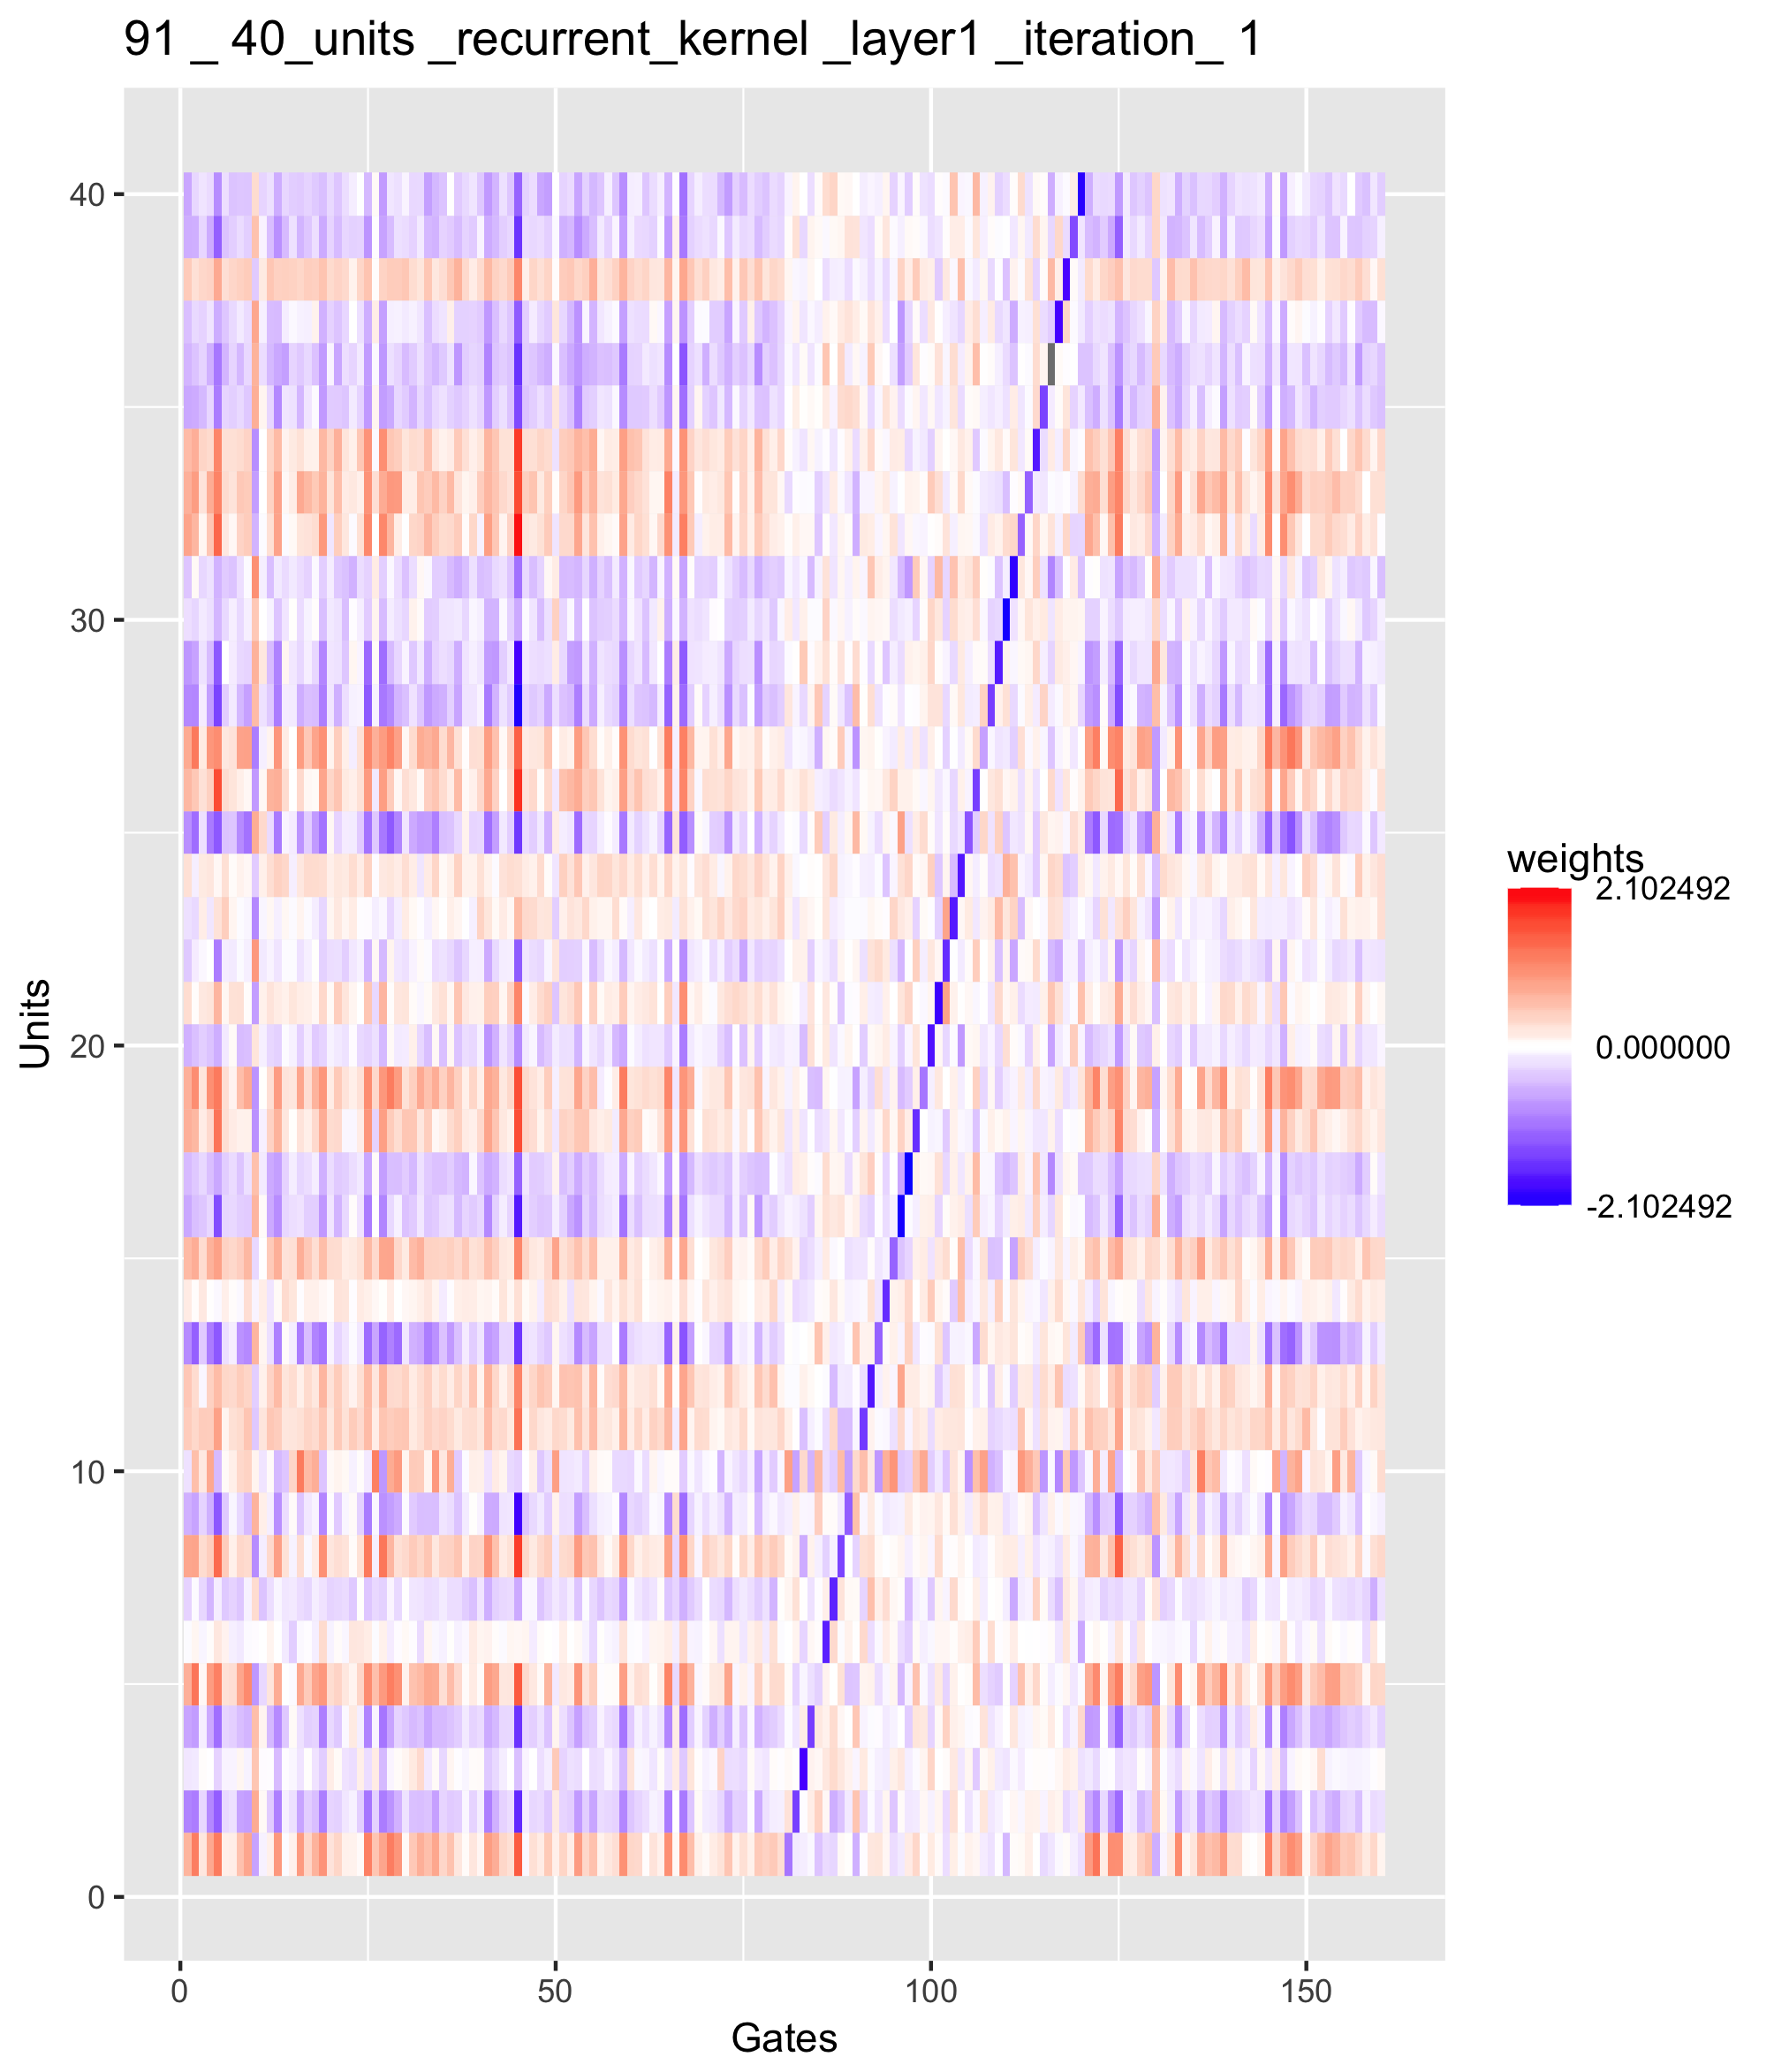 91 _ 40_units _recurrent_kernel _layer1 _iteration_ 1
40
30
20
10
0
Units
0 50 100 150
Gates
weights
2.102492
0.000000
-2.102492